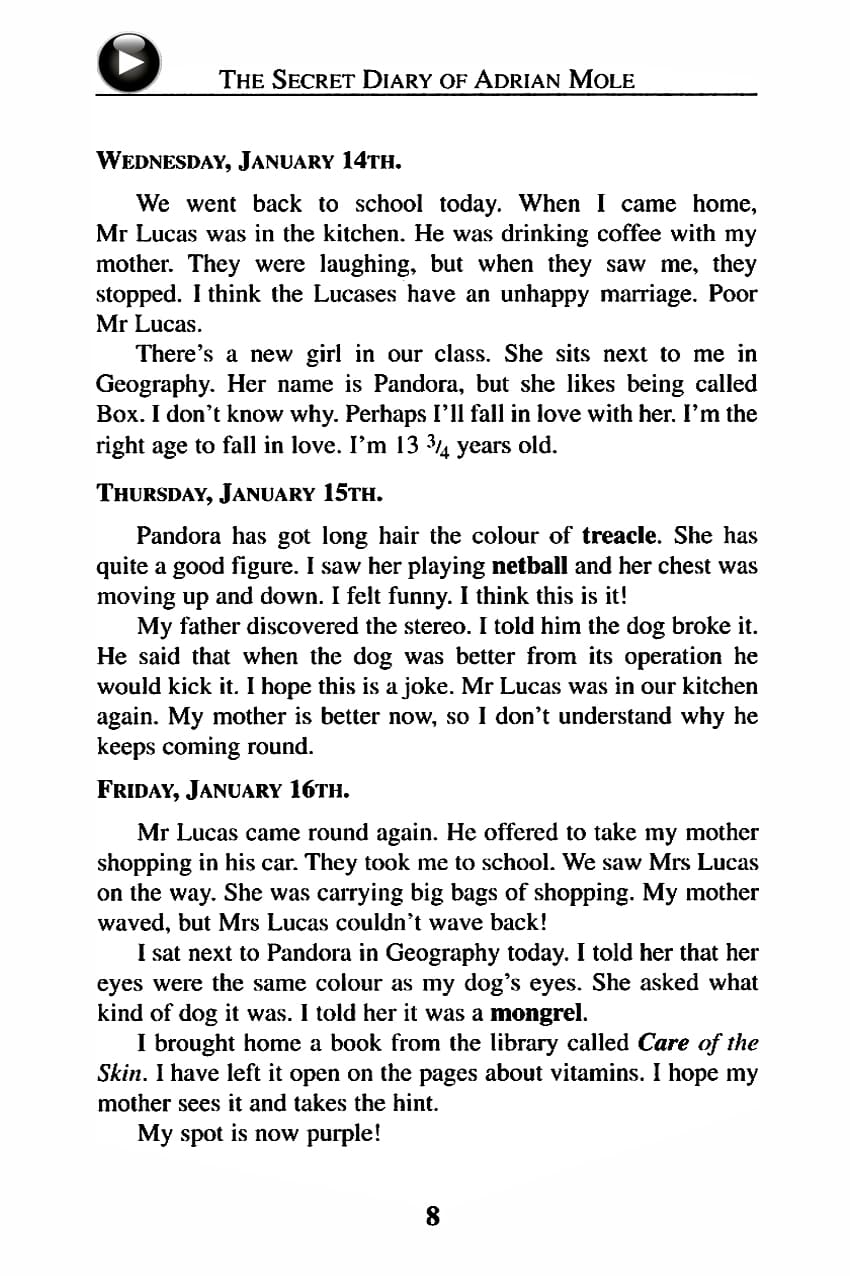 THE SECRET DIARY OF ADRIAN MOLE
WEDNESDAY, JANUARY 14TH.
We went back to school today. When I came home,
Mr Lucas was in the kitchen. He was drinking coffee with my
mother. They were laughing, but when they saw me, they
stopped. I think the Lucases have an unhappy marriage. Poor
Mr Lucas.
There's a new girl in our class. She sits next to me in
Geography. Her name is Pandora, but she likes being called
Box. I don't know why. Perhaps I'll fall in love with her. I'm the
right age to fall in love. I'm 13 3/4 years old.
THURSDAY, JANUARY 15TH.
Pandora has got long hair the colour of treacle. She has
quite a good figure. I saw her playing netball and her chest was
moving up and down. I felt funny. I think this is it!
My father discovered the stereo. I told him the dog broke it.
He said that when the dog was better from its operation he
would kick it. I hope this is a joke. Mr Lucas was in our kitchen
again. My mother is better now, so I don't understand why he
keeps coming round.
FRIDAY, JANUARY 16TH.
Mr Lucas came round again. He offered to take my mother
shopping in his car. They took me to school. We saw Mrs Lucas
on the way. She was carrying big bags of shopping. My mother
waved, but Mrs Lucas couldn't wave back!
I sat next to Pandora in Geography today. I told her that her
eyes were the same colour as my dog's eyes. She asked what
kind of dog it was. I told her it was a mongrel.
I brought home a book from the library called Care of the
Skin. I have left it open on the pages about vitamins. I hope my
mother sees it and takes the hint.
My spot is now purple!
8